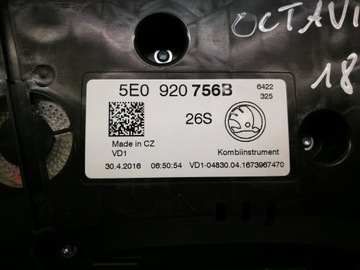 OCTAVI
18
5E0 920 756B
6422
325
26S
Made in CZ
VD1
Kombiinstrument
30.4.2016 06:50:54 VD1-04830.04.1673967470